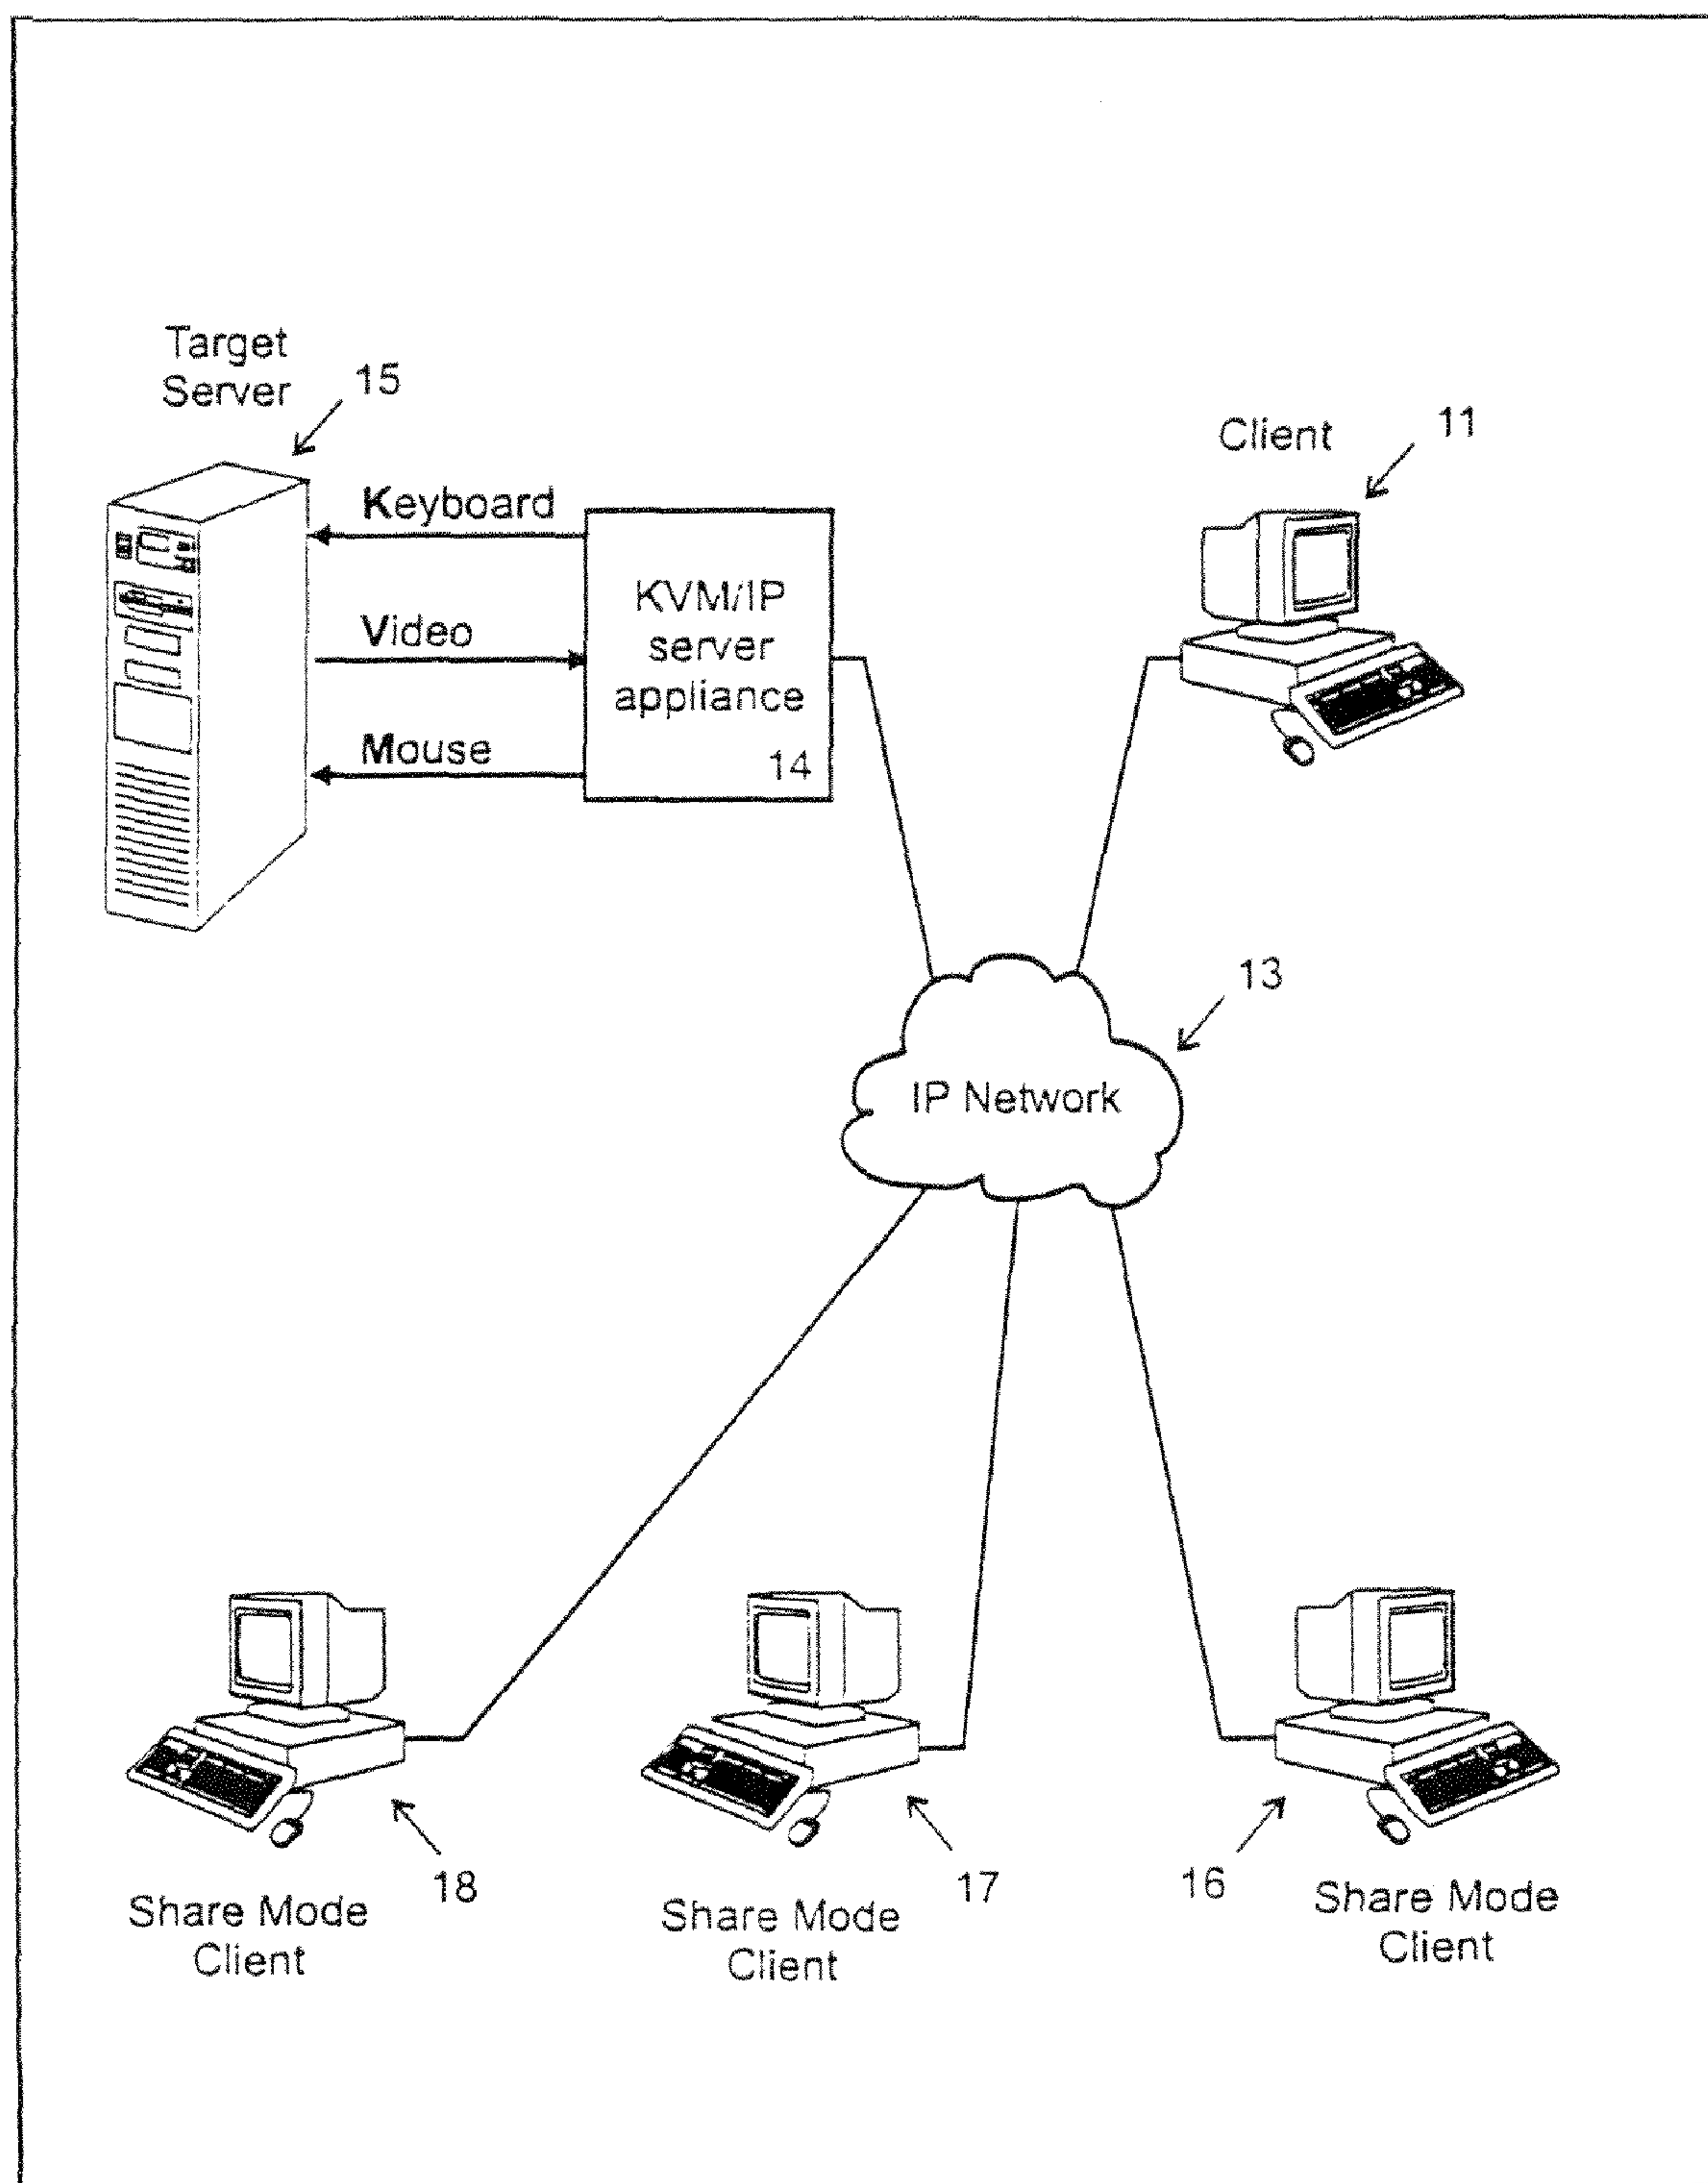 Target
Server
15
Client
11
Keyboard
Video
Mouse
KVM/IP
server
appliance
14
13
IP Network
18
Share Mode
Client
17
Share Mode
Client
16
Share Mode
Client